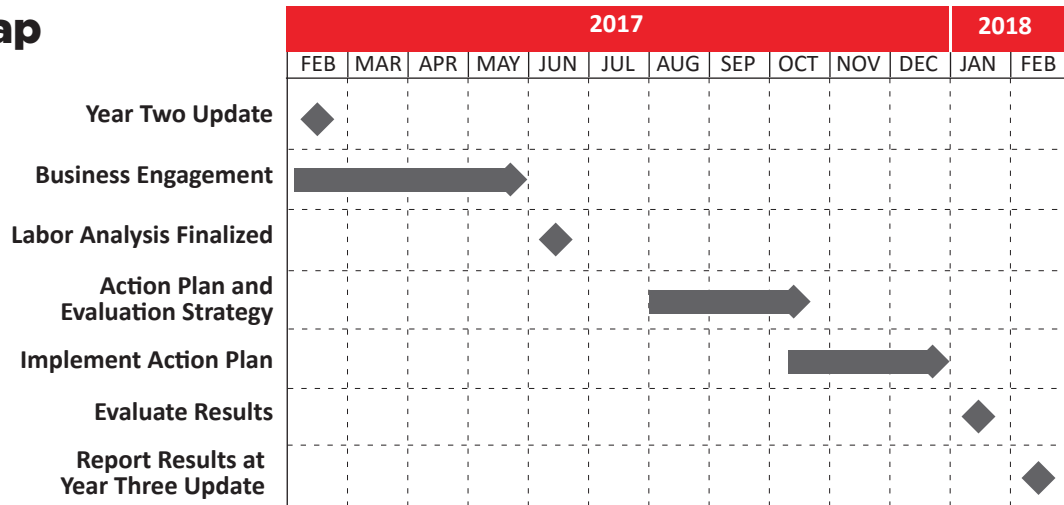 ap
2017 2018
FEB MAR APR MAY JUN JUL AUG SEP OCT NOV DEC JAN FEB
Year Two Update
Business Engagement
Labor Analysis Finalized
Action Plan and
Evaluation Strategy
Implement Action Plan
Evaluate Results
Report Results at
Year Three Update